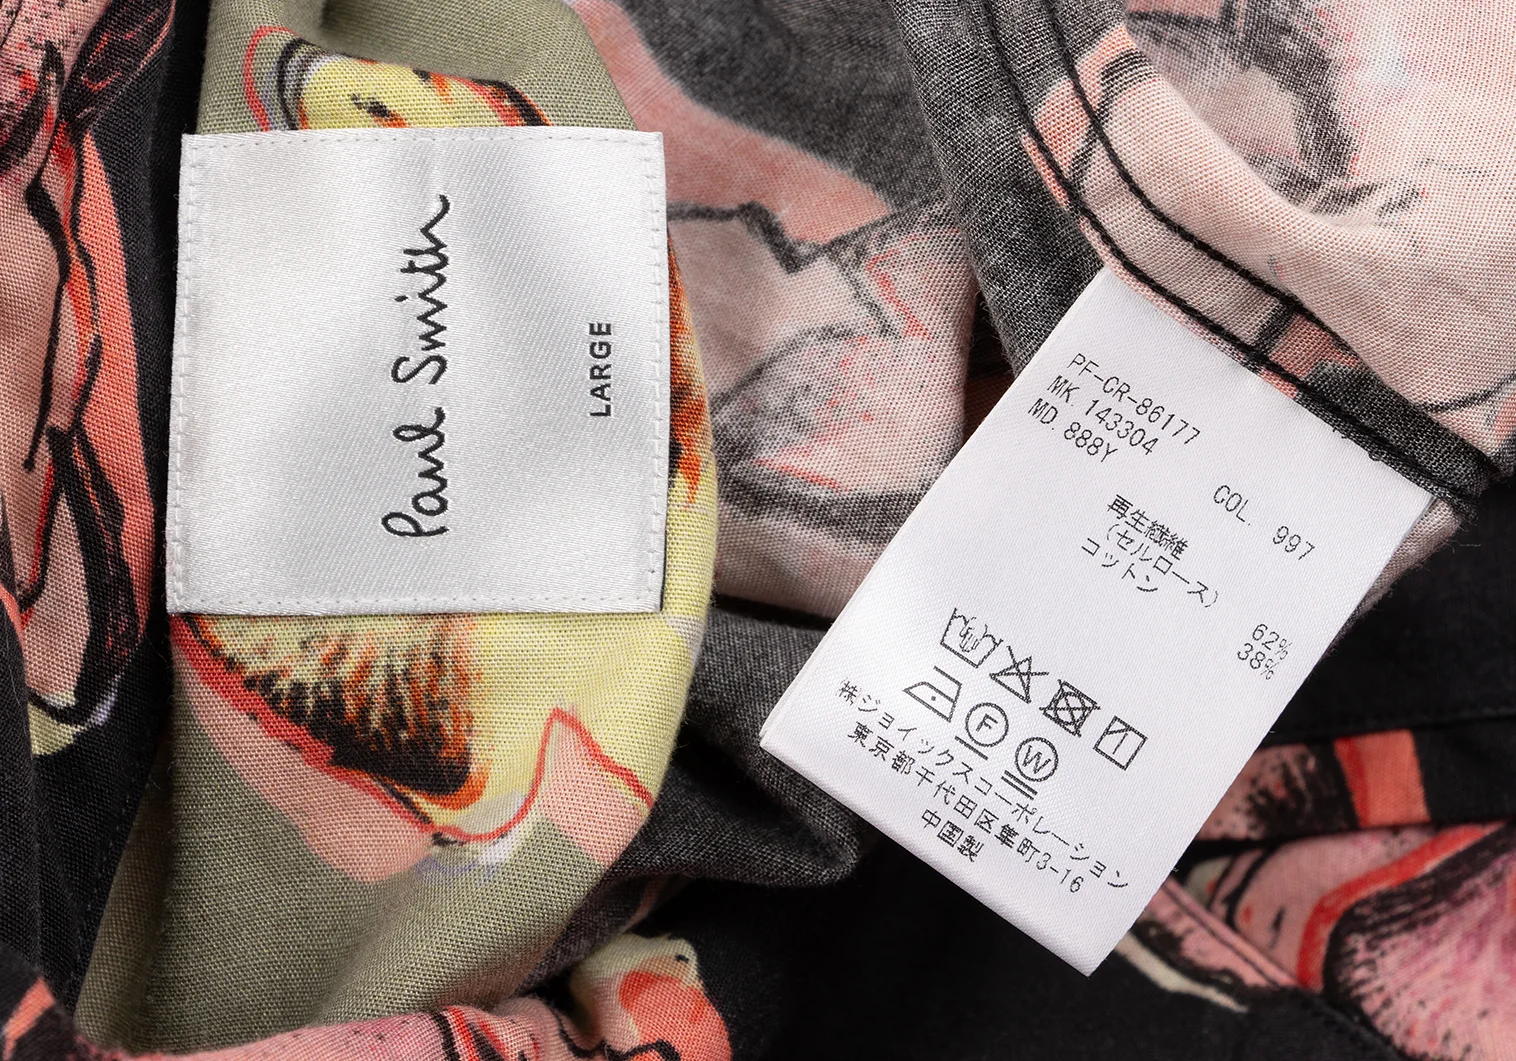 Paul Smith
LARGE
PF-CR-86177
MK. 143304
MD. 888Y
COL. 997
再生繊維
(セルロース)
コットン
62%
38%
F
W
株ジョイックスコーポレーション
東京都千代田区隼町3-16
中国製